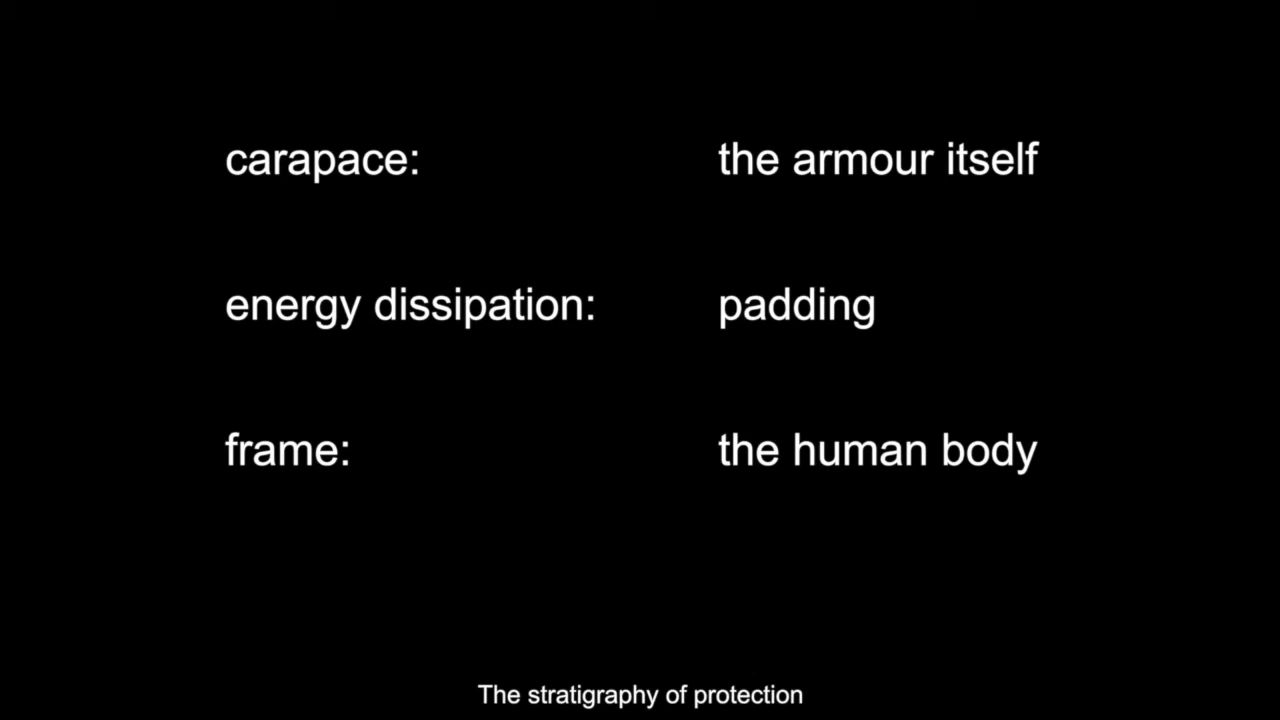 carapace: the armour itself
energy dissipation: padding
frame: the human body
The stratigraphy of protection